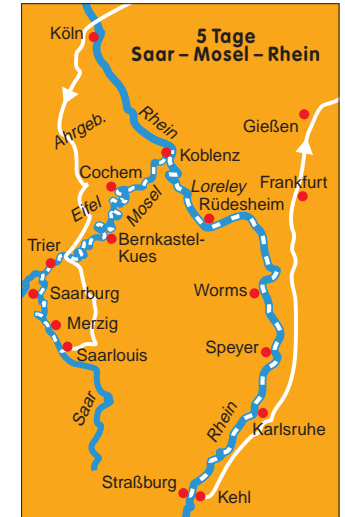 5 Tage
Saar – Mosel – Rhein
Köln
Ahrgeb.
Rhein
Gießen
Koblenz
Cochem
Loreley
Frankfurt
Eifel
Mosel
Rüdesheim
Trier
Bernkastel-
Kues
Saarburg
Worms
Merzig
Saarlouis
Speyer
Saar
Rhein
Karlsruhe
Straßburg
Kehl